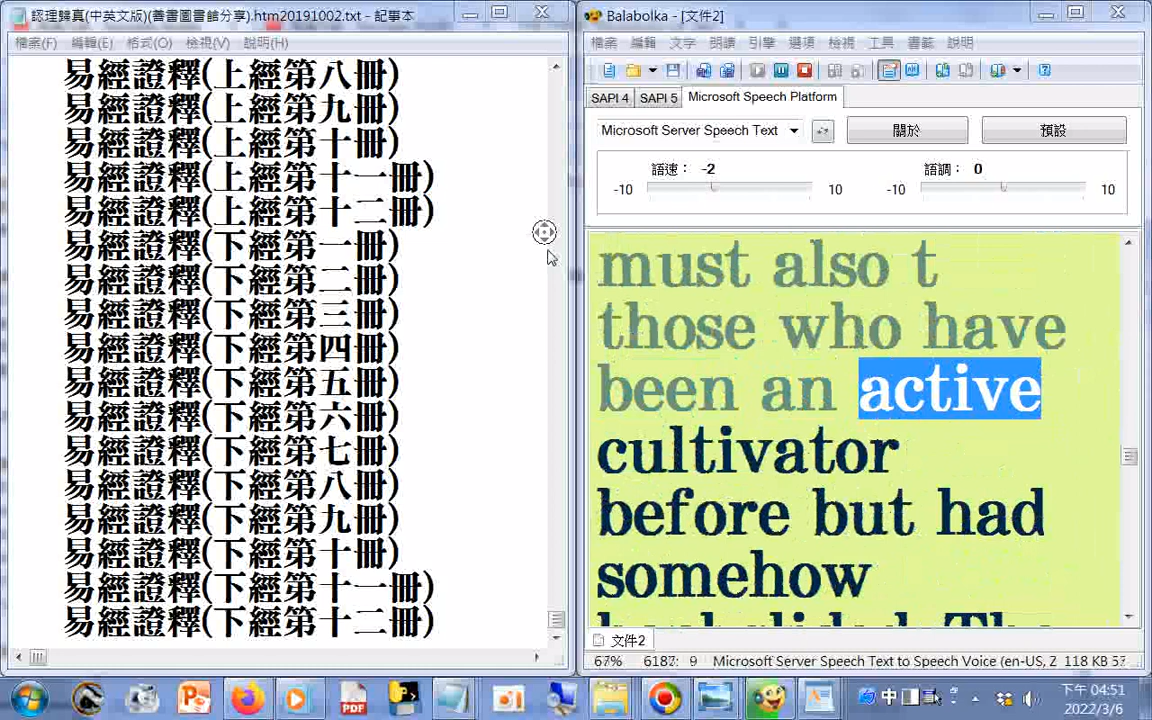 認理歸真(中英文版)(善書圖書館分享).htm20191002.txt - 記事本
檔案(F) 編輯(E) 格式(O) 檢視(V) 說明(H)
易經證釋(上經第八冊)
易經證釋(上經第九冊)
易經證釋(上經第十冊)
易經證釋(上經第十一冊)
易經證釋(上經第十二冊)
易經證釋(下經第一冊)
易經證釋(下經第二冊)
易經證釋(下經第三冊)
易經證釋(下經第四冊)
易經證釋(下經第五冊)
易經證釋(下經第六冊)
易經證釋(下經第七冊)
易經證釋(下經第八冊)
易經證釋(下經第九冊)
易經證釋(下經第十冊)
易經證釋(下經第十一冊)
易經證釋(下經第十二冊)
Balabolka - [文件2]
檔案 編輯 文字 朗讀 引擎 選項 檢視 工具 書籤 說明
SAPI 4 SAPI 5 Microsoft Speech Platform
Microsoft Server Speech Text 關於 預設
語速: -2 語調: 0
-10 10 -10 10
must also t
those who have
been an active
cultivator
before but had
somehow
文件2
67% 6187: 9 Microsoft Server Speech Text to Speech Voice (en-US, Z 118 KB
中
下午 04:51
2022/3/6